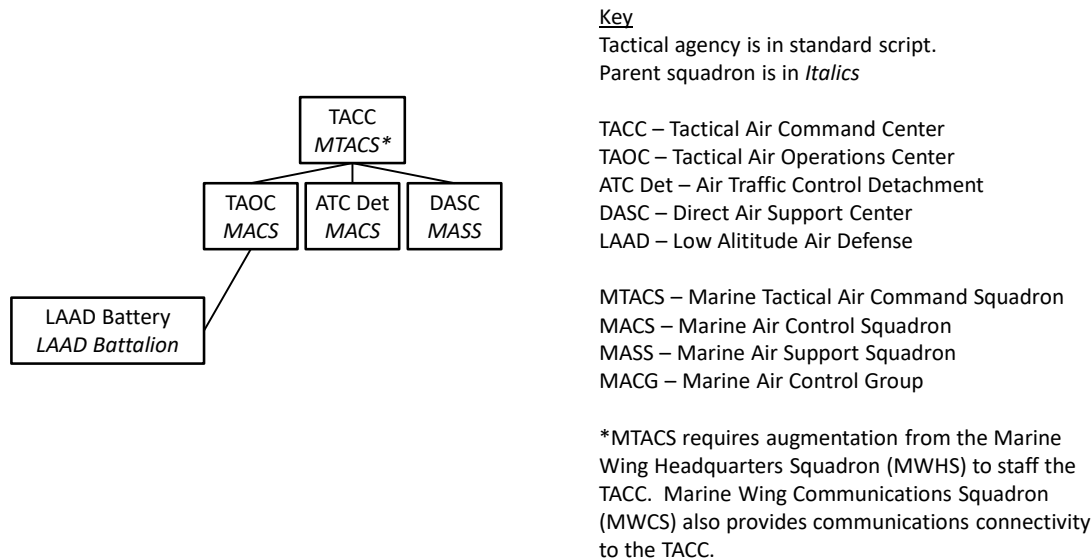 Key
Tactical agency is in standard script.
Parent squadron is in Italics
TACC
MTACS*
TAOC
MACS
ATC Det
MACS
DASC
MASS
LAAD Battery
LAAD Battalion
TACC – Tactical Air Command Center
TAOC – Tactical Air Operations Center
ATC Det – Air Traffic Control Detachment
DASC – Direct Air Support Center
LAAD – Low Alititude Air Defense
MTACS – Marine Tactical Air Command Squadron
MACS – Marine Air Control Squadron
MASS – Marine Air Support Squadron
MACG – Marine Air Control Group
*MTACS requires augmentation from the Marine
Wing Headquarters Squadron (MWHS) to staff the
TACC.  Marine Wing Communications Squadron
(MWCS) also provides communications connectivity
to the TACC.